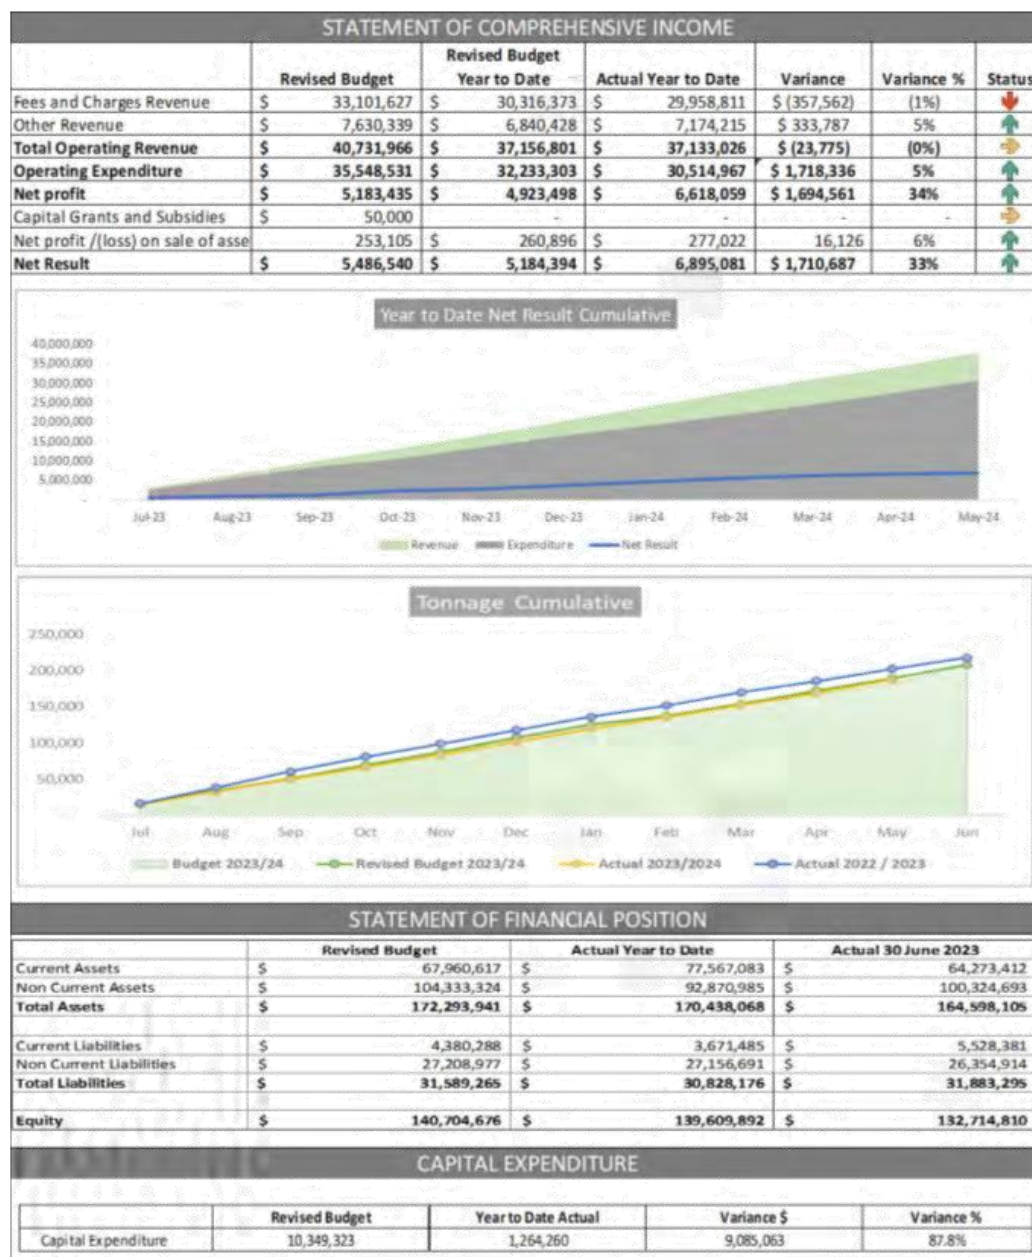 STATEMENT OF COMPREHENSIVE INCOME
Revised Budget
Revised Budget Year to Date Actual Year to Date Variance Variance % Status
Fees and Charges Revenue $ 33,101,627 $ 30,316,373 $ 29,958,811 $ (357,562) (1%)
Other Revenue $ 7,630,339 $ 6,840,428 $ 7,174,215 $ 333,787 5%
Total Operating Revenue $ 40,731,966 $ 37,156,801 $ 37,133,026 $ (23,775) (0%)
Operating Expenditure $ 35,548,531 $ 32,233,303 $ 30,514,967 $ 1,718,336 5%
Net profit $ 5,183,435 $ 4,923,498 $ 6,618,059 $ 1,694,561 34%
Capital Grants and Subsidies $ 50,000 - - - -
Net profit /(loss) on sale of asse 253,105 $ 260,896 $ 277,022 16,126 6%
Net Result $ 5,486,540 $ 5,184,394 $ 6,895,081 $ 1,710,687 33%
Year to Date Net Result Cumulative
40,000,000
35,000,000
30,000,000
25,000,000
20,000,000
15,000,000
10,000,000
5,000,000
-
Jul-23 Aug-23 Sep-23 Oct-23 Nov-23 Dec-23 Jan-24 Feb-24 Mar-24 Apr-24 May-24
Revenue Expenditure Net Result
Tonnage Cumulative
250,000
200,000
150,000
100,000
50,000
Jul Aug Sep Oct Nov Dec Jan Feb Mar Apr May Jun
Budget 2023/24 Revised Budget 2023/24 Actual 2023/2024 Actual 2022 / 2023
STATEMENT OF FINANCIAL POSITION
Revised Budget Actual Year to Date Actual 30 June 2023
Current Assets $ 67,960,617 $ 77,567,083 $ 64,273,412
Non Current Assets $ 104,333,324 $ 92,870,985 $ 100,324,693
Total Assets $ 172,293,941 $ 170,438,068 $ 164,598,105
Current Liabilities $ 4,380,288 $ 3,671,485 $ 5,528,381
Non Current Liabilities $ 27,208,977 $ 27,156,691 $ 26,354,914
Total Liabilities $ 31,589,265 $ 30,828,176 $ 31,883,295
Equity $ 140,704,676 $ 139,609,892 $ 132,714,810
CAPITAL EXPENDITURE
Revised Budget Year to Date Actual Variance $ Variance %
Capital Expenditure 10,349,323 1,264,260 9,085,063 87.8%